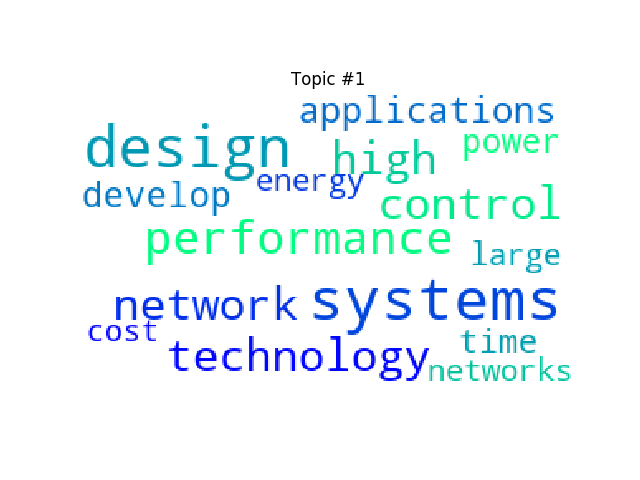 Topic #1
applications
design
high
power
energy
develop
control
performance
large
systems
network
cost
technology
time
networks